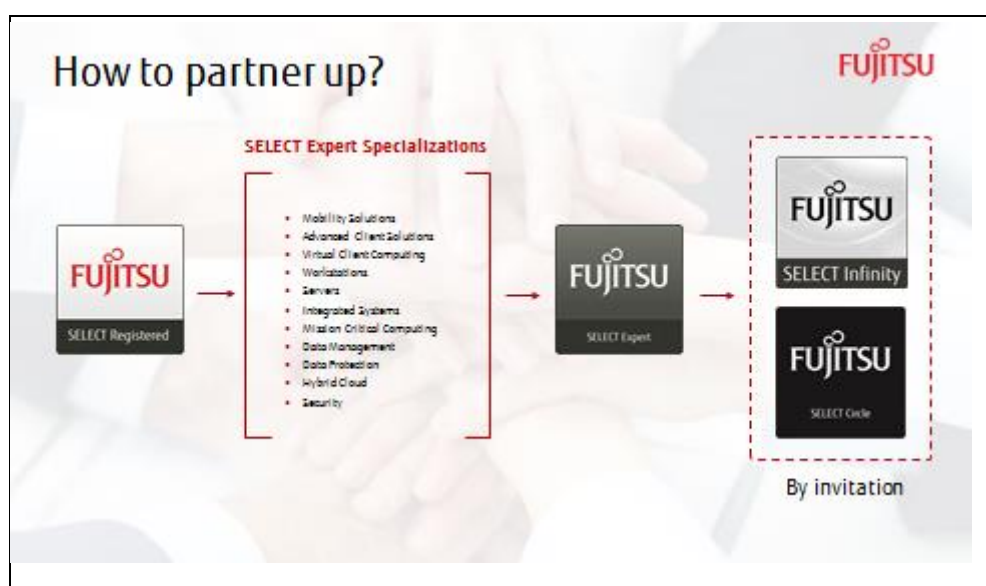 How to partner up?
FUJITSU
SELECT Expert Specializations
FUJITSU
SELECT Registered
Mobility Solutions
Advanced Client Solutions
Virtual Client Computing
Workstations
Servers
Integrated Systems
Mission Critical Computing
Data Management
Data Protection
Hybrid Cloud
Security
FUJITSU
SELECT Expert
FUJITSU
SELECT Infinity
FUJITSU
SELECT Circle
By invitation